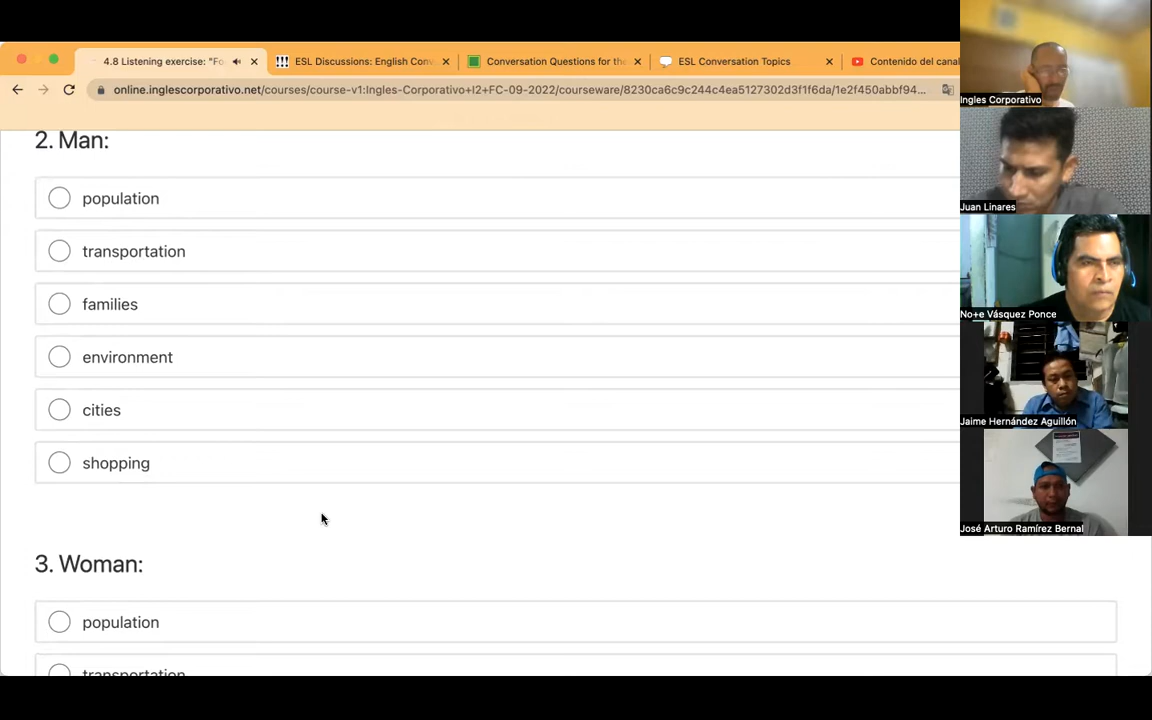 4.8 Listening exercise: "Fo
ESL Discussions: English Conv
Conversation Questions for the
ESL Conversation Topics
Contenido del canal
online.inglescorporativo.net/courses/course-v1:Ingles-Corporativo+I2+FC-09-2022/courseware/8230ca6c9c244c4ea5127302d3f1f6da/1e2f450abbf94...
2. Man:
population
transportation
families
environment
cities
shopping
3. Woman:
population
transportation
Ingles Corporativo
Juan Linares
No+e Vásquez Ponce
Jaime Hernández Aguillón
José Arturo Ramírez Bernal